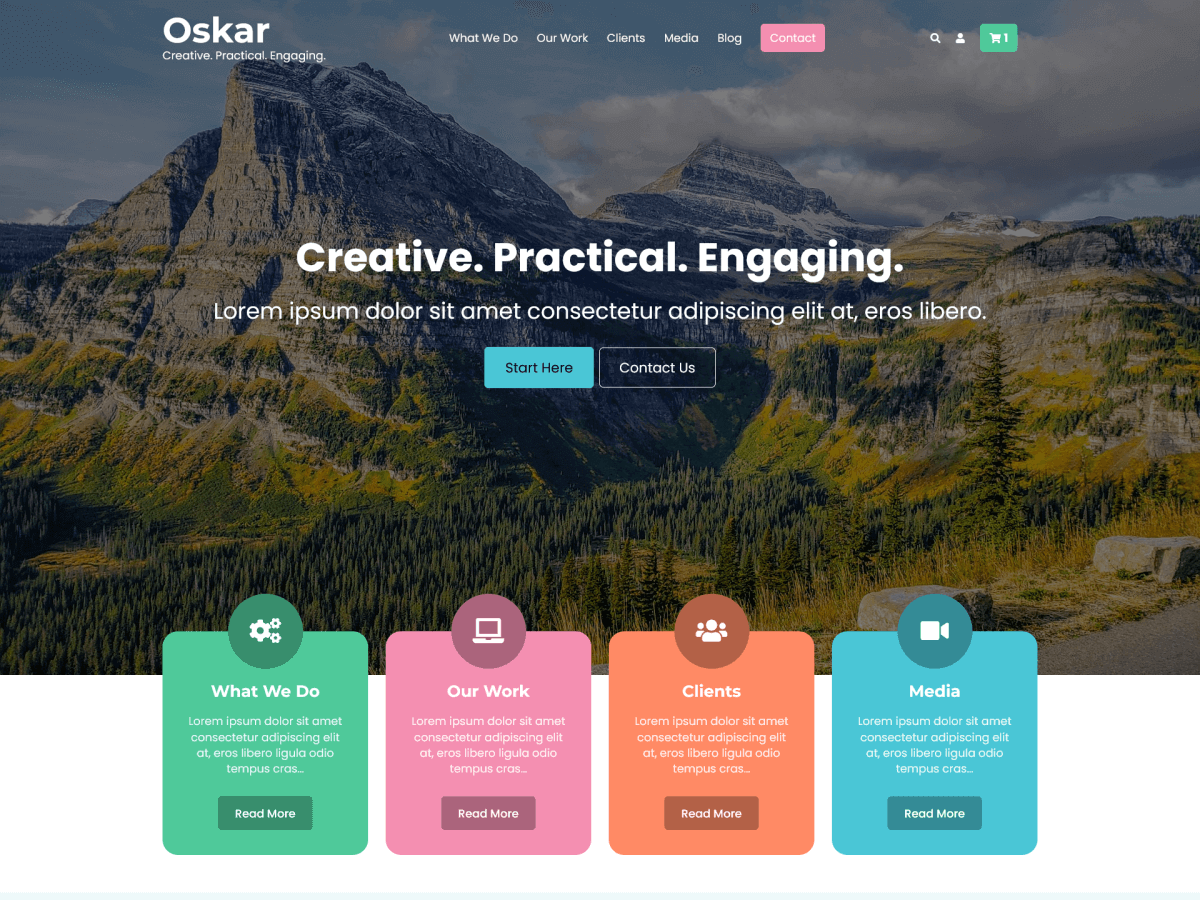 Oskar
Creative. Practical. Engaging.
What We Do Our Work Clients Media Blog Contact 1
Creative. Practical. Engaging.
Lorem ipsum dolor sit amet consectetur adipiscing elit at, eros libero.
Start Here Contact Us
What We Do
Lorem ipsum dolor sit amet
consectetur adipiscing elit
at, eros libero ligula odio
tempus cras...
Read More
Our Work
Lorem ipsum dolor sit amet
consectetur adipiscing elit
at, eros libero ligula odio
tempus cras...
Read More
Clients
Lorem ipsum dolor sit amet
consectetur adipiscing elit
at, eros libero ligula odio
tempus cras...
Read More
Media
Lorem ipsum dolor sit amet
consectetur adipiscing elit
at, eros libero ligula odio
tempus cras...
Read More